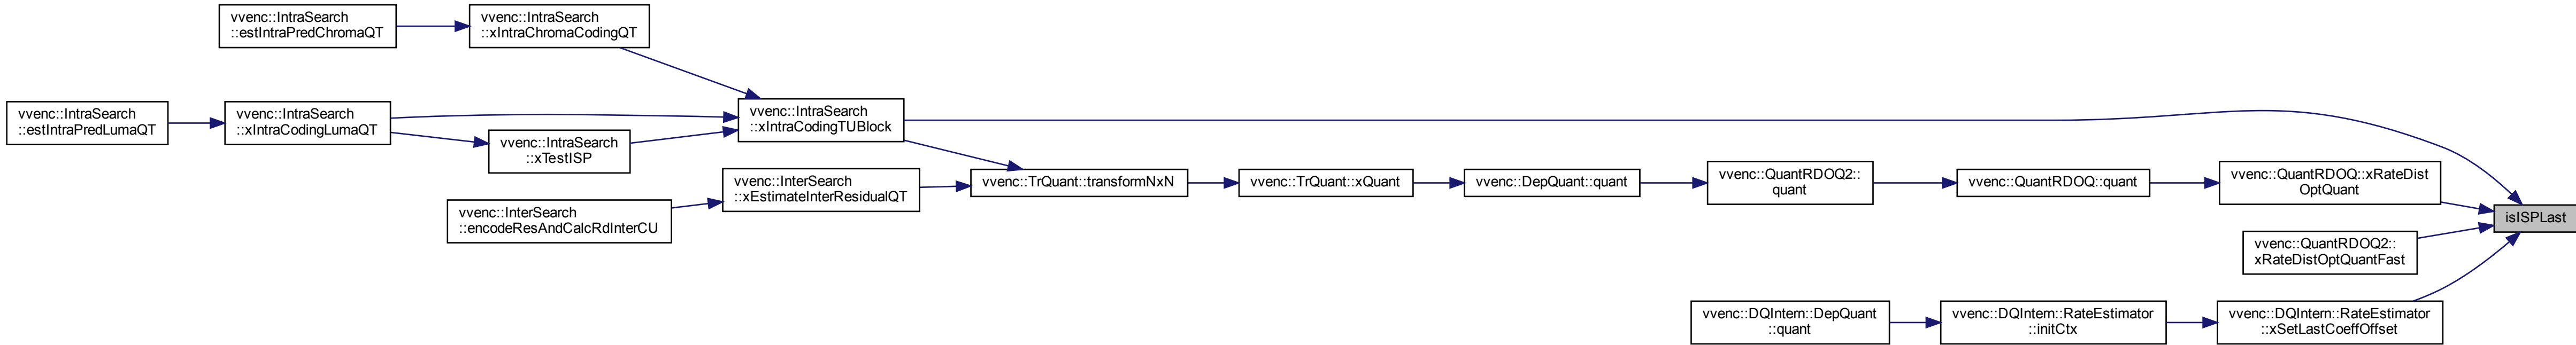 vvenc::IntraSearch
::estIntraPredChromaQT
vvenc::IntraSearch
::xIntraChromaCodingQT
vvenc::IntraSearch
::estIntraPredLumaQT
vvenc::IntraSearch
::xIntraCodingLumaQT
vvenc::IntraSearch
::xTestISP
vvenc::IntraSearch
::xIntraCodingTUBlock
vvenc::InterSearch
::encodeResAndCalcRdInterCU
vvenc::InterSearch
::xEstimateInterResidualQT
vvenc::TrQuant::transformNxN
vvenc::TrQuant::xQuant
vvenc::DepQuant::quant
vvenc::QuantRDOQ2::
quant
vvenc::QuantRDOQ::quant
vvenc::QuantRDOQ::xRateDist
OptQuant
isISPLast
vvenc::QuantRDOQ2::
xRateDistOptQuantFast
vvenc::DQIntern::DepQuant
::quant
vvenc::DQIntern::RateEstimator
::initCtx
vvenc::DQIntern::RateEstimator
::xSetLastCoeffOffset